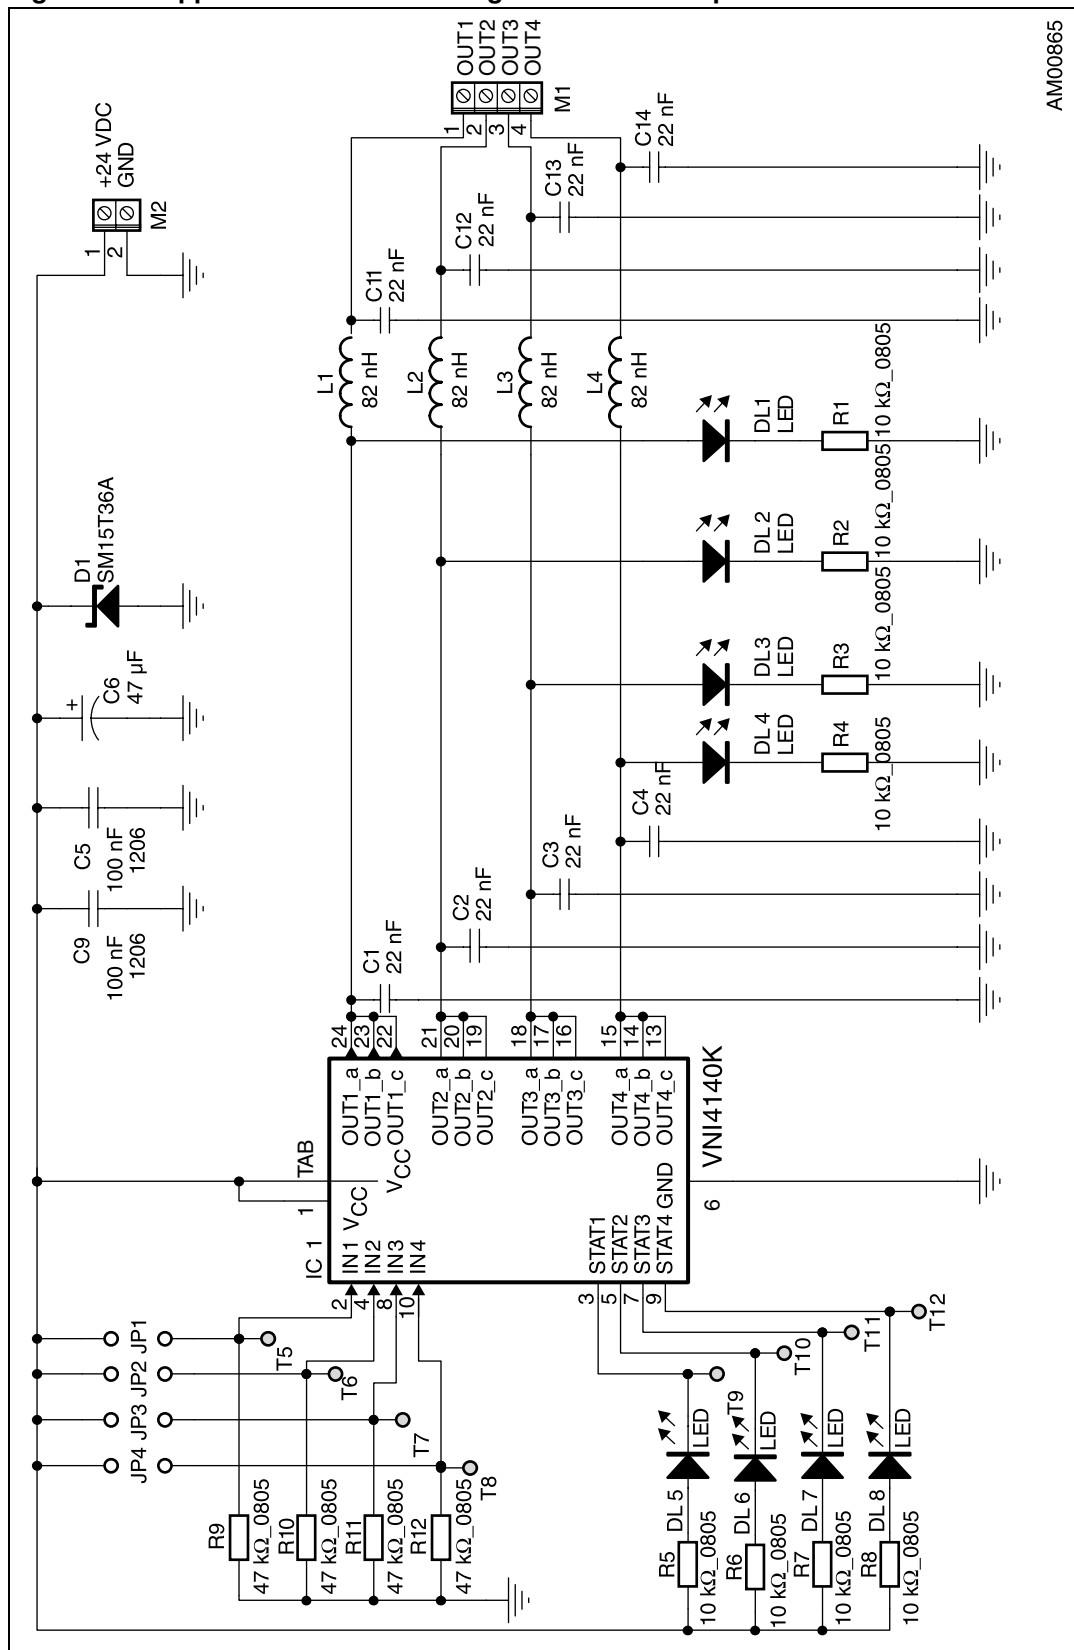 AM00865
+24 VDC
GND
1
2
M2
D1
SM15T36A
+
C6
47 µF
C5
100 nF
1206
C9
100 nF
1206
OUT1
OUT2
OUT3
OUT4
M1
1
2
3
4
C11
22 nF
C12
22 nF
C13
22 nF
C14
22 nF
L1
82 nH
L2
82 nH
L3
82 nH
L4
82 nH
DL1
LED
R1
10 kΩ_0805
DL 2
LED
R2
10 kΩ_0805
DL3
LED
R3
10 kΩ_0805
DL 4
LED
R4
10 kΩ_0805
C1
22 nF
C2
22 nF
C3
22 nF
C4
22 nF
24
23
22
21
20
19
18
17
16
15
14
13
OUT1_a
OUT1_b
OUT1_c
OUT2_a
OUT2_b
OUT2_c
OUT3_a
OUT3_b
OUT3_c
OUT4_a
OUT4_b
OUT4_c
VNI4140K
TAB
1
VCC
VCC
IC 1
IN1
IN2
IN3
IN4
STAT1
STAT2
STAT3
STAT4
GND
6
2
4
8
10
3
5
7
9
JP1
JP2
JP3
JP4
T5
T6
T7
T8
T9
T10
T11
T12
R9
47 kΩ_0805
R10
47 kΩ_0805
R11
47 kΩ_0805
R12
47 kΩ_0805
DL 5
LED
R5
10 kΩ_0805
DL 6
LED
R6
10 kΩ_0805
DL 7
LED
R7
10 kΩ_0805
DL 8
LED
R8
10 kΩ_0805